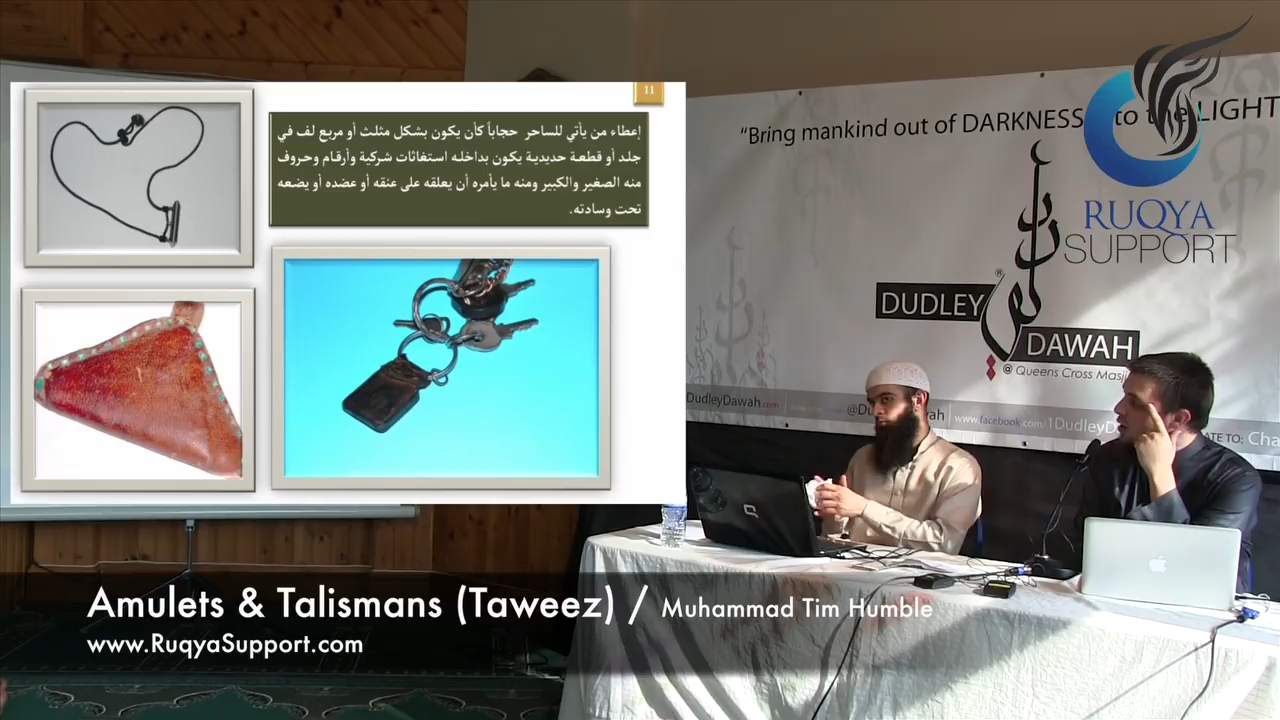 11
إعطاء من يأتي للساحر حجاباً كأن يكون بشكل مثلث أو مربع لف في
جلد أو قطعة حديدية يكون بداخله استغاثات شركية وأرقام وحروف
منه الصغير والكبير ومنه ما يأمره أن يعلقه على عنقه أو عضده أو يضعه
تحت وسادته.
"Bring mankind out of DARKNESS to the LIGHT
RUQYA
SUPPORT
DUDLEY
DAWAH
@ Queens Cross
DudleyDawah.com
www.facebook.com/1DudleyD
ATE TO: Cha
Amulets & Talismans (Taweez) / Muhammad Tim Humble
www.RuqyaSupport.com